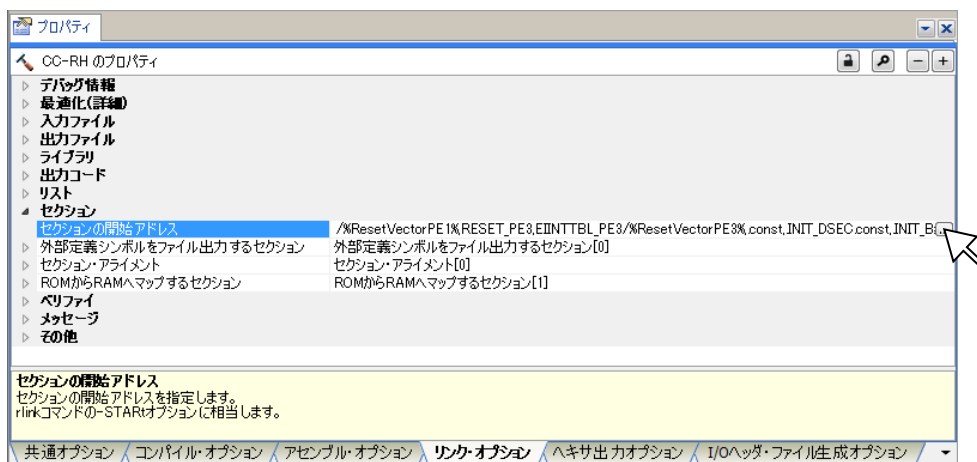 プロパティ
CC-RH のプロパティ
デバッグ情報
最適化(詳細)
入力ファイル
出力ファイル
ライブラリ
出力コード
リスト
セクション
セクションの開始アドレス /%ResetVectorPE1%,RESET_PE3,EIINTTBL_PE3/%ResetVectorPE3%,const,INIT_DSEC.const,INIT_B ...
外部定義シンボルをファイル出力するセクション 外部定義シンボルをファイル出力するセクション[0]
セクション・アライメント セクション・アライメント[0]
ROMからRAMへマップするセクション ROMからRAMへマップするセクション[1]
ベリファイ
メッセージ
その他
セクションの開始アドレス
セクションの開始アドレスを指定します。
rlinkコマンドの-STARtオプションに相当します。
共通オプション コンパイル・オプション アセンブル・オプション リンク・オプション ヘキサ出力オプション I/Oヘッダ・ファイル生成オプション